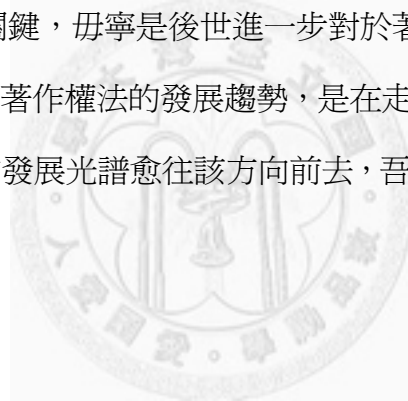 關鍵，毋寧是後世進一步對於著
著作權法的發展趨勢，是在走
發展光譜愈往該方向前去，吾